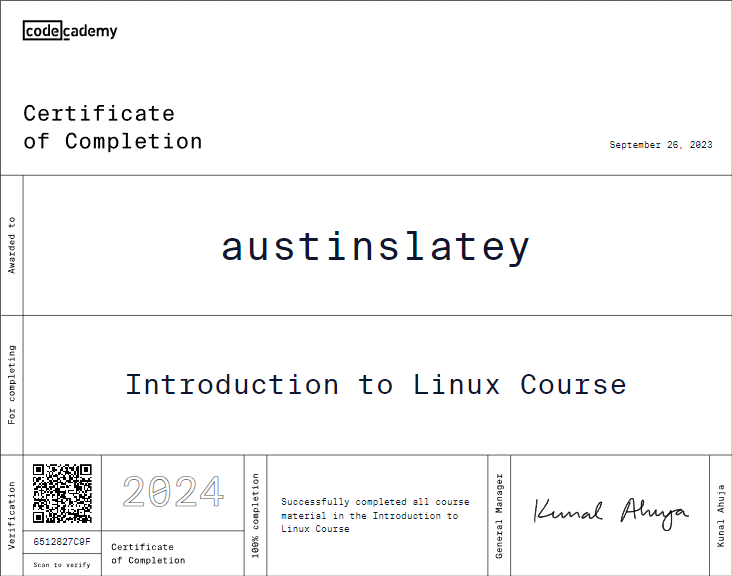 codecademy
Certificate
of Completion
September 26, 2023
Awarded to
austinslatey
For completing
Introduction to Linux Course
Verification
6512827C9F
Scan to verify
2024
Certificate
of Completion
100% completion
Successfully completed all course
material in the Introduction to
Linux Course
General Manager
Kunal Ahuja
Kunal Ahuja